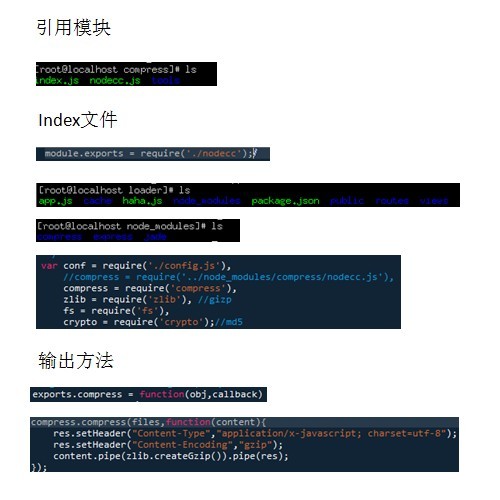 引用模块
[root@localhost compress]# ls
index.js nodecc.js tools
Index文件
module.exports = require('./nodecc');
[root@localhost loader]# ls
app.js cache haha.js node_modules package.json public routes views
[root@localhost node_modules]# ls
compress express jade
var conf = require('./config.js'),
//compress = require('../node_modules/compress/nodecc.js'),
compress = require('compress'),
zlib = require('zlib'), //gizp
fs = require('fs'),
crypto = require('crypto');//md5
输出方法
exports.compress = function(obj,callback)
compress.compress(files,function(content){
res.setHeader("Content-Type","application/x-javascript; charset=utf-8");
res.setHeader("Content-Encoding","gzip");
content.pipe(zlib.createGzip()).pipe(res);
});